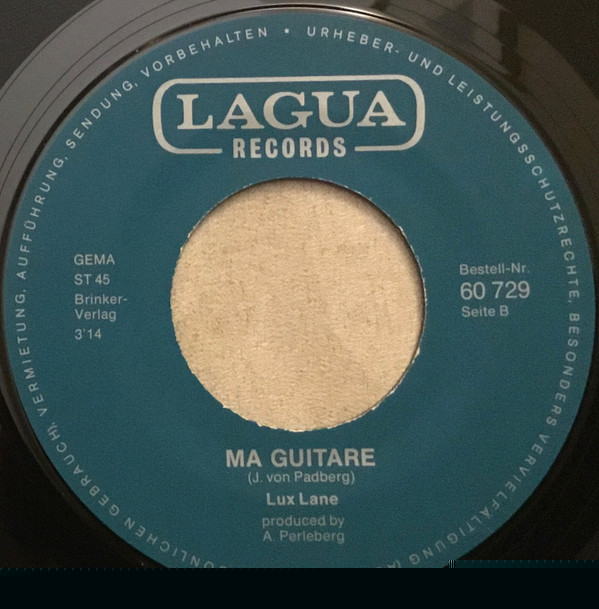 URHEBER- UND LEISTUNGSSCHUTZRECHTE, BESONDERS VERVIELFÄLTIGUNG
GEBRAUCH), VERMIETUNG, AUFFÜHRUNG, SENDUNG, VORBEHALTEN *
LAGUA
RECORDS
GEMA
ST 45
Brinker-
Verlag
3'14
Bestell-Nr.
60 729
Seite B
MA GUITARE
(J. von Padberg)
Lux Lane
produced by
A. Perleberg